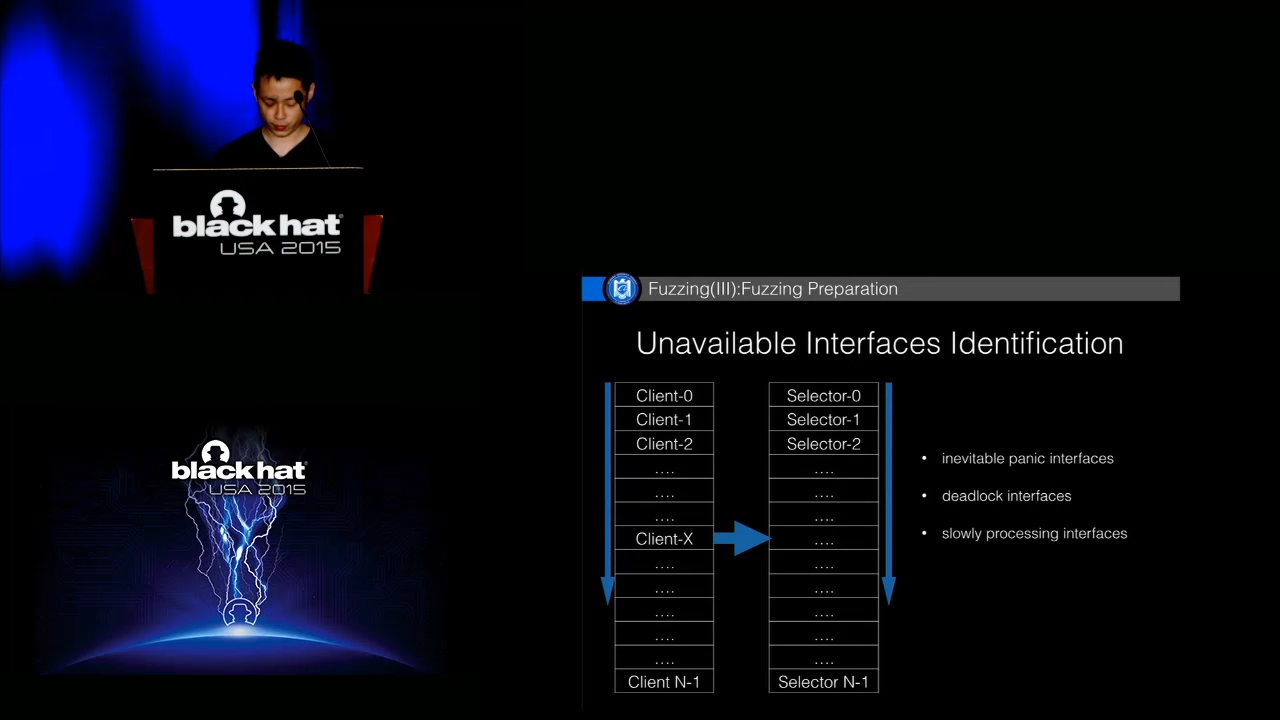 black hat
USA 2015
black hat
USA 2015
Fuzzing(III):Fuzzing Preparation
Unavailable Interfaces Identification
Client-0
Client-1
Client-2
....
....
....
Client-X
....
....
....
....
....
Client N-1
Selector-0
Selector-1
Selector-2
....
....
....
....
....
....
....
....
....
Selector N-1
• inevitable panic interfaces
• deadlock interfaces
• slowly processing interfaces